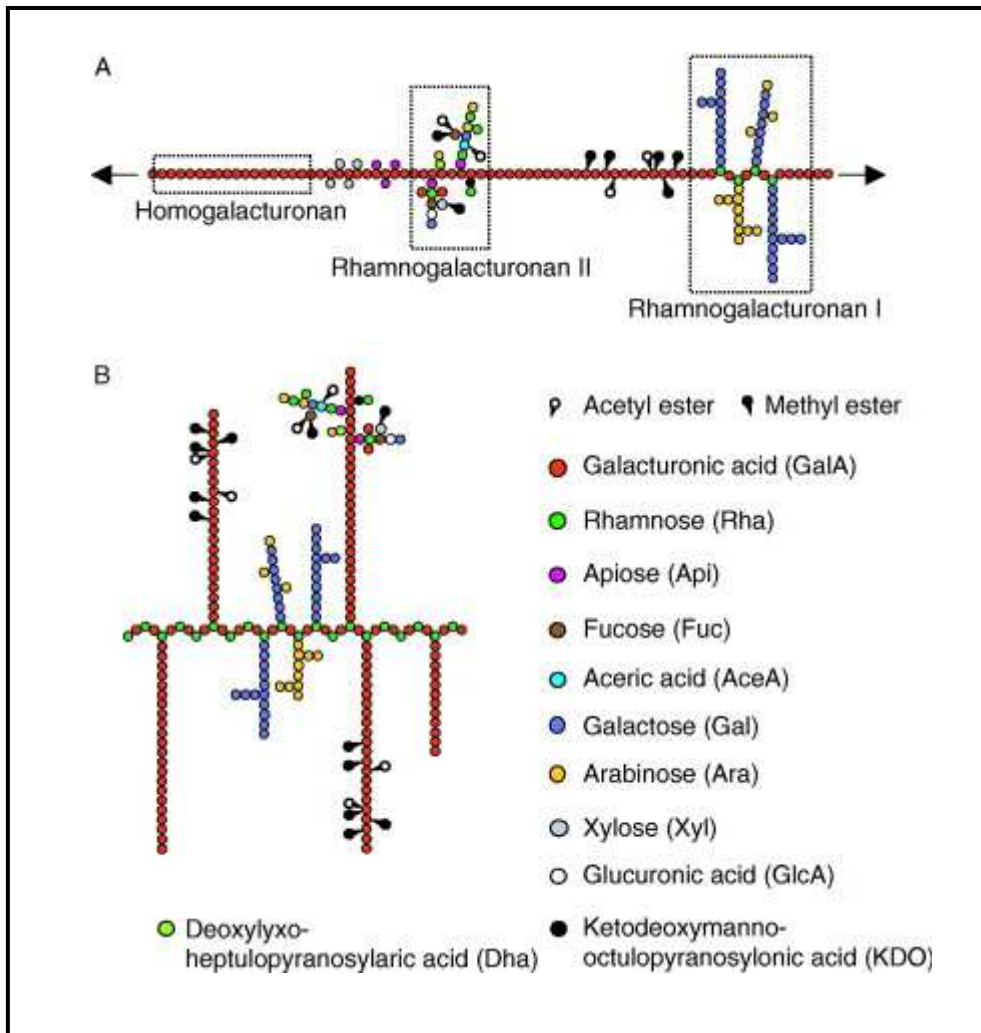 A
Homogalacturonan
Rhamnogalacturonan II
Rhamnogalacturonan I
B
Acetyl ester
Methyl ester
Galacturonic acid (GalA)
Rhamnose (Rha)
Apiose (Api)
Fucose (Fuc)
Aceric acid (AceA)
Galactose (Gal)
Arabinose (Ara)
Xylose (Xyl)
Glucuronic acid (GlcA)
Deoxylyxo-
heptulopyranosylaric acid (Dha)
Ketodeoxymanno-
octulopyranosylonic acid (KDO)